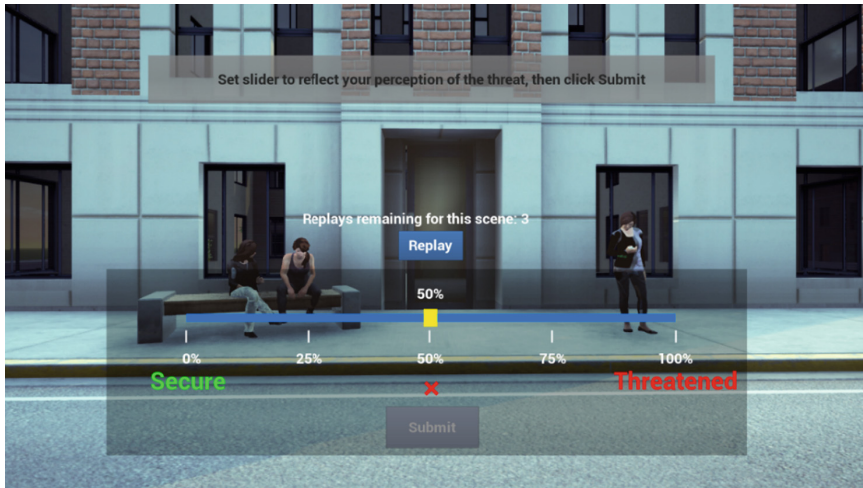 Set slider to reflect your perception of the threat, then click Submit
Replays remaining for this scene: 3
Replay
50%
0% 25% 50% 75% 100%
Secure Threatened
Submit